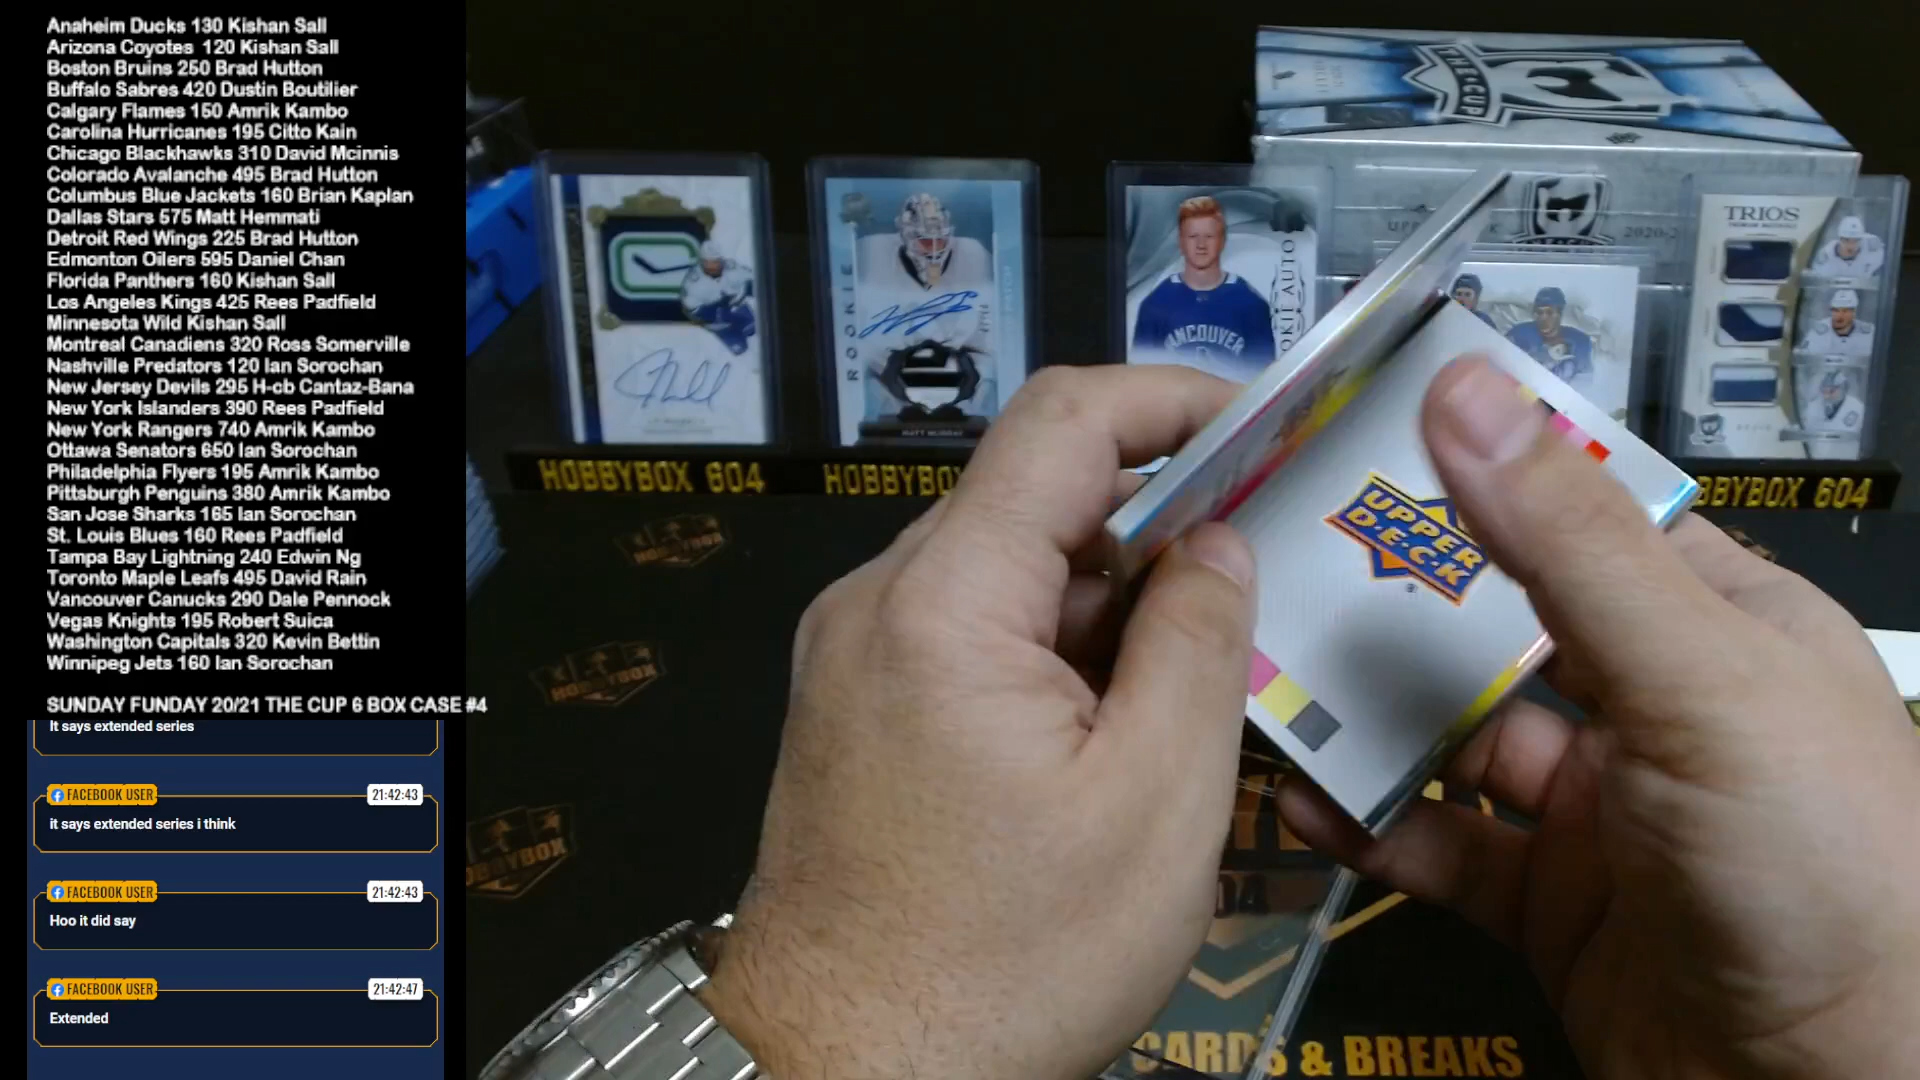 Anaheim Ducks 130 Kishan Sall
Arizona Coyotes 120 Kishan Sall
Boston Bruins 250 Brad Hutton
Buffalo Sabres 420 Dustin Boutilier
Calgary Flames 150 Amrik Kambo
Carolina Hurricanes 195 Citto Kain
Chicago Blackhawks 310 David Mcinnis
Colorado Avalanche 495 Brad Hutton
Columbus Blue Jackets 160 Brian Kaplan
Dallas Stars 575 Matt Hemmati
Detroit Red Wings 225 Brad Hutton
Edmonton Oilers 595 Daniel Chan
Florida Panthers 160 Kishan Sall
Los Angeles Kings 425 Rees Padfield
Minnesota Wild Kishan Sall
Montreal Canadiens 320 Ross Somerville
Nashville Predators 120 Ian Sorochan
New Jersey Devils 295 H-cb Cantaz-Bana
New York Islanders 390 Rees Padfield
New York Rangers 740 Amrik Kambo
Ottawa Senators 650 Ian Sorochan
Philadelphia Flyers 195 Amrik Kambo
Pittsburgh Penguins 380 Amrik Kambo
San Jose Sharks 165 Ian Sorochan
St. Louis Blues 160 Rees Padfield
Tampa Bay Lightning 240 Edwin Ng
Toronto Maple Leafs 495 David Rain
Vancouver Canucks 290 Dale Pennock
Vegas Knights 195 Robert Suica
Washington Capitals 320 Kevin Bettin
Winnipeg Jets 160 Ian Sorochan
SUNDAY FUNDAY 20/21 THE CUP 6 BOX CASE #4
It says extended series
FACEBOOK USER 21:42:43
it says extended series i think
FACEBOOK USER 21:42:43
Hoo it did say
FACEBOOK USER 21:42:47
Extended
THE CUP
ROOKIE
MATT MURRAY
VANCOUVER
TRIOS
HOBBYBOX 604
UPPER
D·E·C·K
HOBBYBOX
HOBBYBOX
HOBBYBOX
CARDS & BREAKS